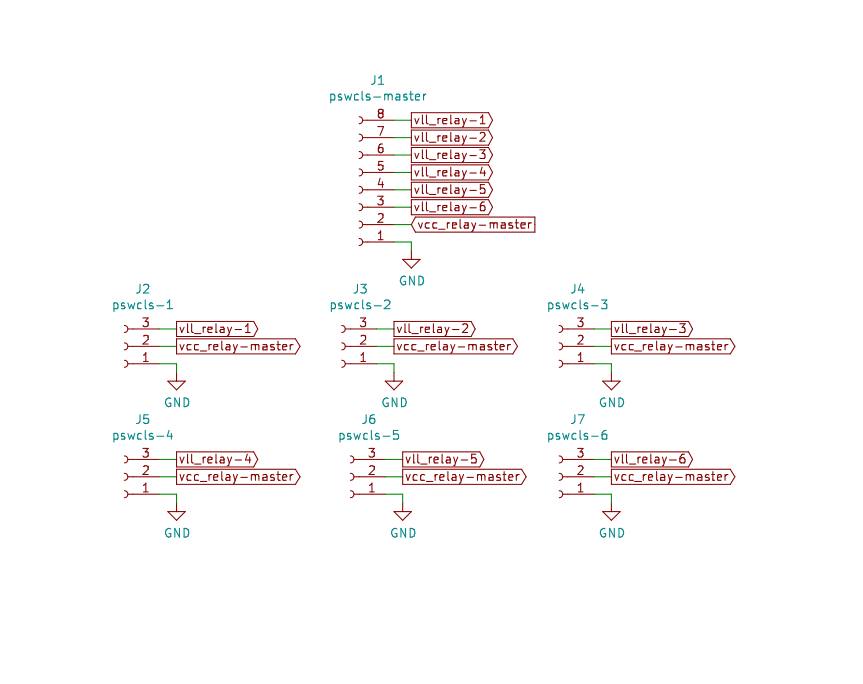 J1
pswcls-master
8 vll_relay-1
7 vll_relay-2
6 vll_relay-3
5 vll_relay-4
4 vll_relay-5
3 vll_relay-6
2 vcc_relay-master
1
GND
J2
pswcls-1
3 vll_relay-1
2 vcc_relay-master
1
GND
J3
pswcls-2
3 vll_relay-2
2 vcc_relay-master
1
GND
J4
pswcls-3
3 vll_relay-3
2 vcc_relay-master
1
GND
J5
pswcls-4
3 vll_relay-4
2 vcc_relay-master
1
GND
J6
pswcls-5
3 vll_relay-5
2 vcc_relay-master
1
GND
J7
pswcls-6
3 vll_relay-6
2 vcc_relay-master
1
GND